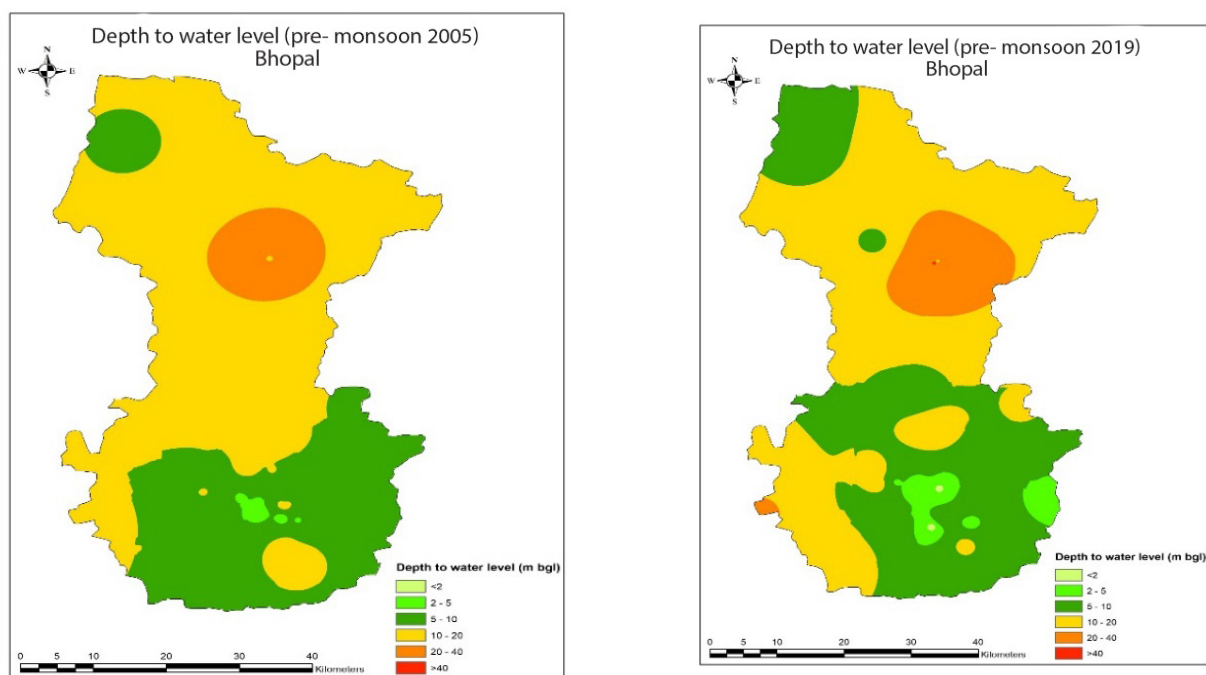 Depth to water level (pre- monsoon 2005)
Bhopal
N
W E
S
Depth to water level (m bgl)
<2
2 - 5
5 - 10
10 - 20
20 - 40
>40
0 5 10 20 30 40
Kilometers
Depth to water level (pre- monsoon 2019)
Bhopal
N
W E
S
Depth to water level (m bgl)
<2
2 - 5
5 - 10
10 - 20
20 - 40
>40
0 5 10 20 30 40
Kilometers